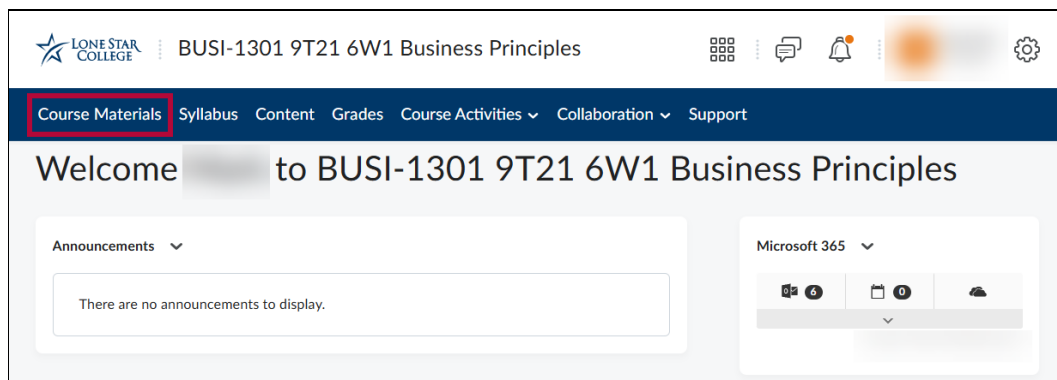 LONE STAR
COLLEGE
BUSI-1301 9T21 6W1 Business Principles
Course Materials Syllabus Content Grades Course Activities Collaboration Support
Welcome to BUSI-1301 9T21 6W1 Business Principles
Announcements
Microsoft 365
There are no announcements to display.
6 0